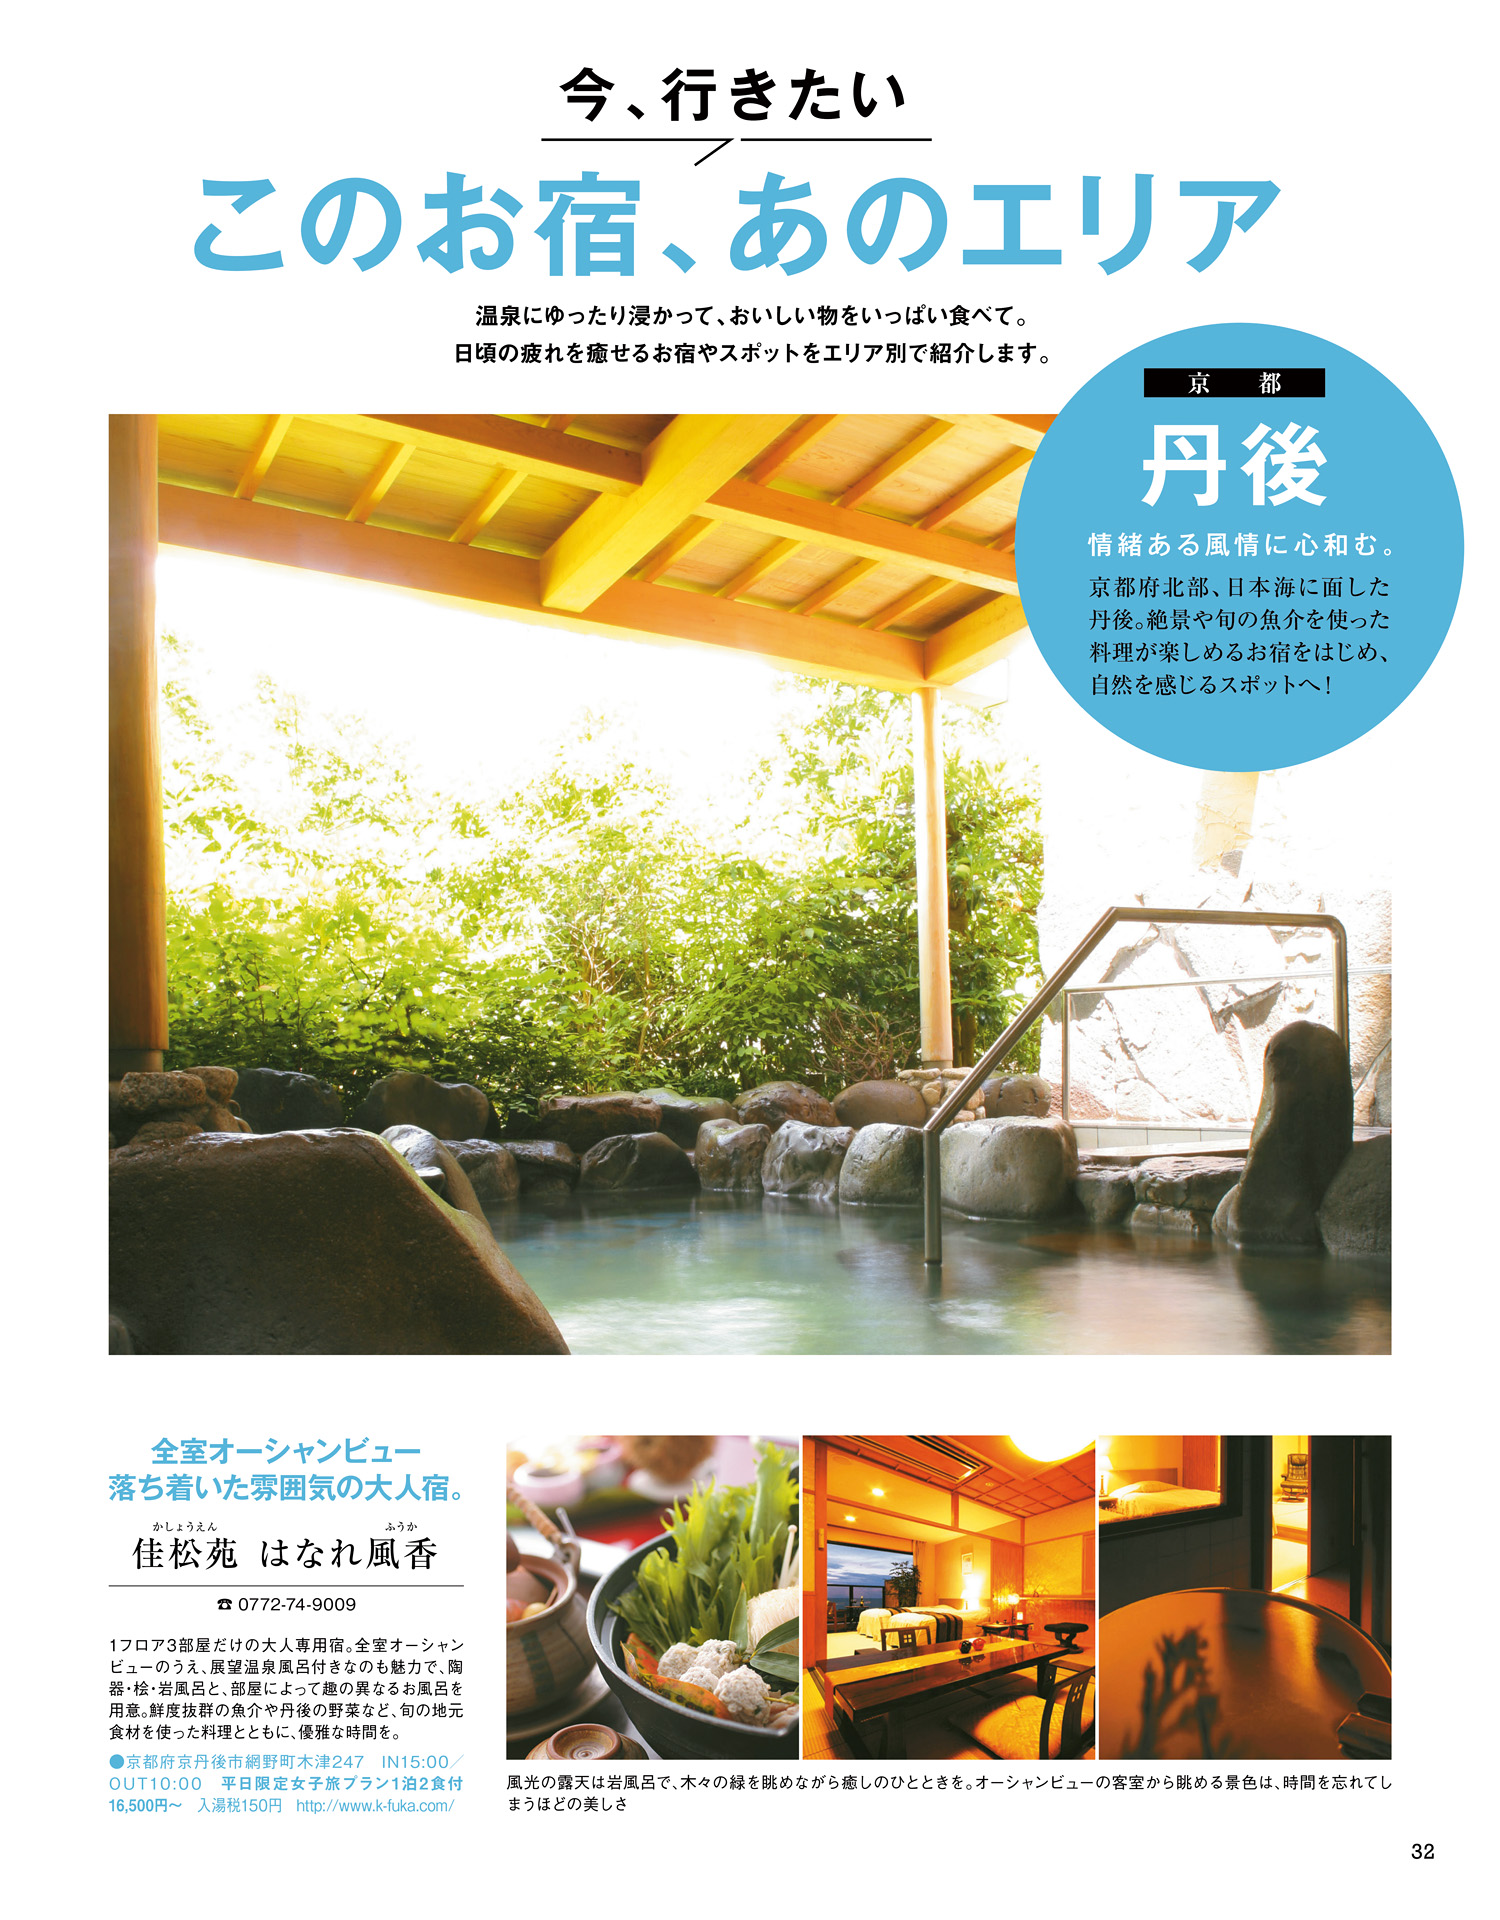 今、行きたい
このお宿、あのエリア
温泉にゆったり浸かって、おいしい物をいっぱい食べて。
日頃の疲れを癒せるお宿やスポットをエリア別で紹介します。
京都
丹後
情緒ある風情に心和む。
京都府北部、日本海に面した
丹後。絶景や旬の魚介を使った
料理が楽しめるお宿をはじめ、
自然を感じるスポットへ！
全室オーシャンビュー
落ち着いた雰囲気の大人宿。
かしょうえん ふうか
佳松苑 はなれ風香
☎ 0772-74-9009
1フロア3部屋だけの大人専用宿。全室オーシャン
ビューのうえ、展望温泉風呂付きなのも魅力で、陶
器・桧・岩風呂と、部屋によって趣の異なるお風呂を
用意。鮮度抜群の魚介や丹後の野菜など、旬の地元
食材を使った料理とともに、優雅な時間を。
●京都府京丹後市網野町木津247 IN15:00／
OUT10:00 平日限定女子旅プラン1泊2食付
16,500円〜 入湯税150円 http://www.k-fuka.com/
風光の露天は岩風呂で、木々の緑を眺めながら癒しのひとときを。オーシャンビューの客室から眺める景色は、時間を忘れてし
まうほどの美しさ
32